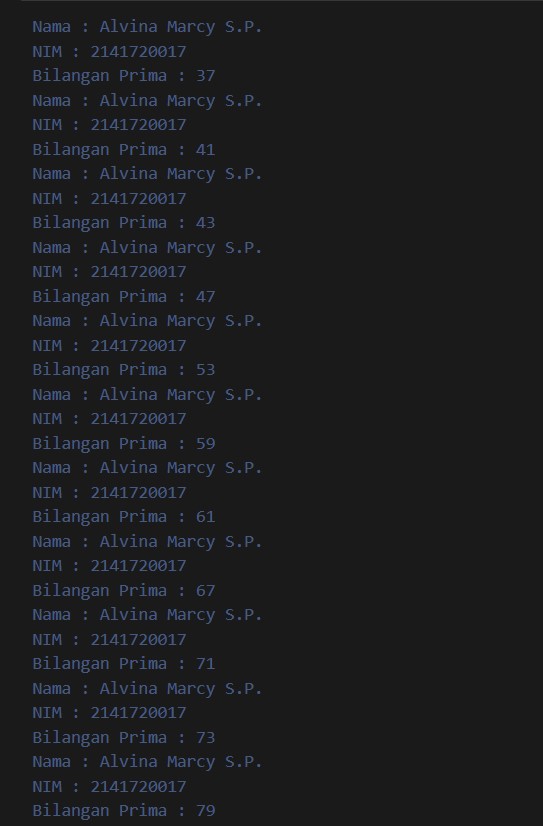 Nama : Alvina Marcy S.P.
NIM : 2141720017
Bilangan Prima : 37
Nama : Alvina Marcy S.P.
NIM : 2141720017
Bilangan Prima : 41
Nama : Alvina Marcy S.P.
NIM : 2141720017
Bilangan Prima : 43
Nama : Alvina Marcy S.P.
NIM : 2141720017
Bilangan Prima : 47
Nama : Alvina Marcy S.P.
NIM : 2141720017
Bilangan Prima : 53
Nama : Alvina Marcy S.P.
NIM : 2141720017
Bilangan Prima : 59
Nama : Alvina Marcy S.P.
NIM : 2141720017
Bilangan Prima : 61
Nama : Alvina Marcy S.P.
NIM : 2141720017
Bilangan Prima : 67
Nama : Alvina Marcy S.P.
NIM : 2141720017
Bilangan Prima : 71
Nama : Alvina Marcy S.P.
NIM : 2141720017
Bilangan Prima : 73
Nama : Alvina Marcy S.P.
NIM : 2141720017
Bilangan Prima : 79